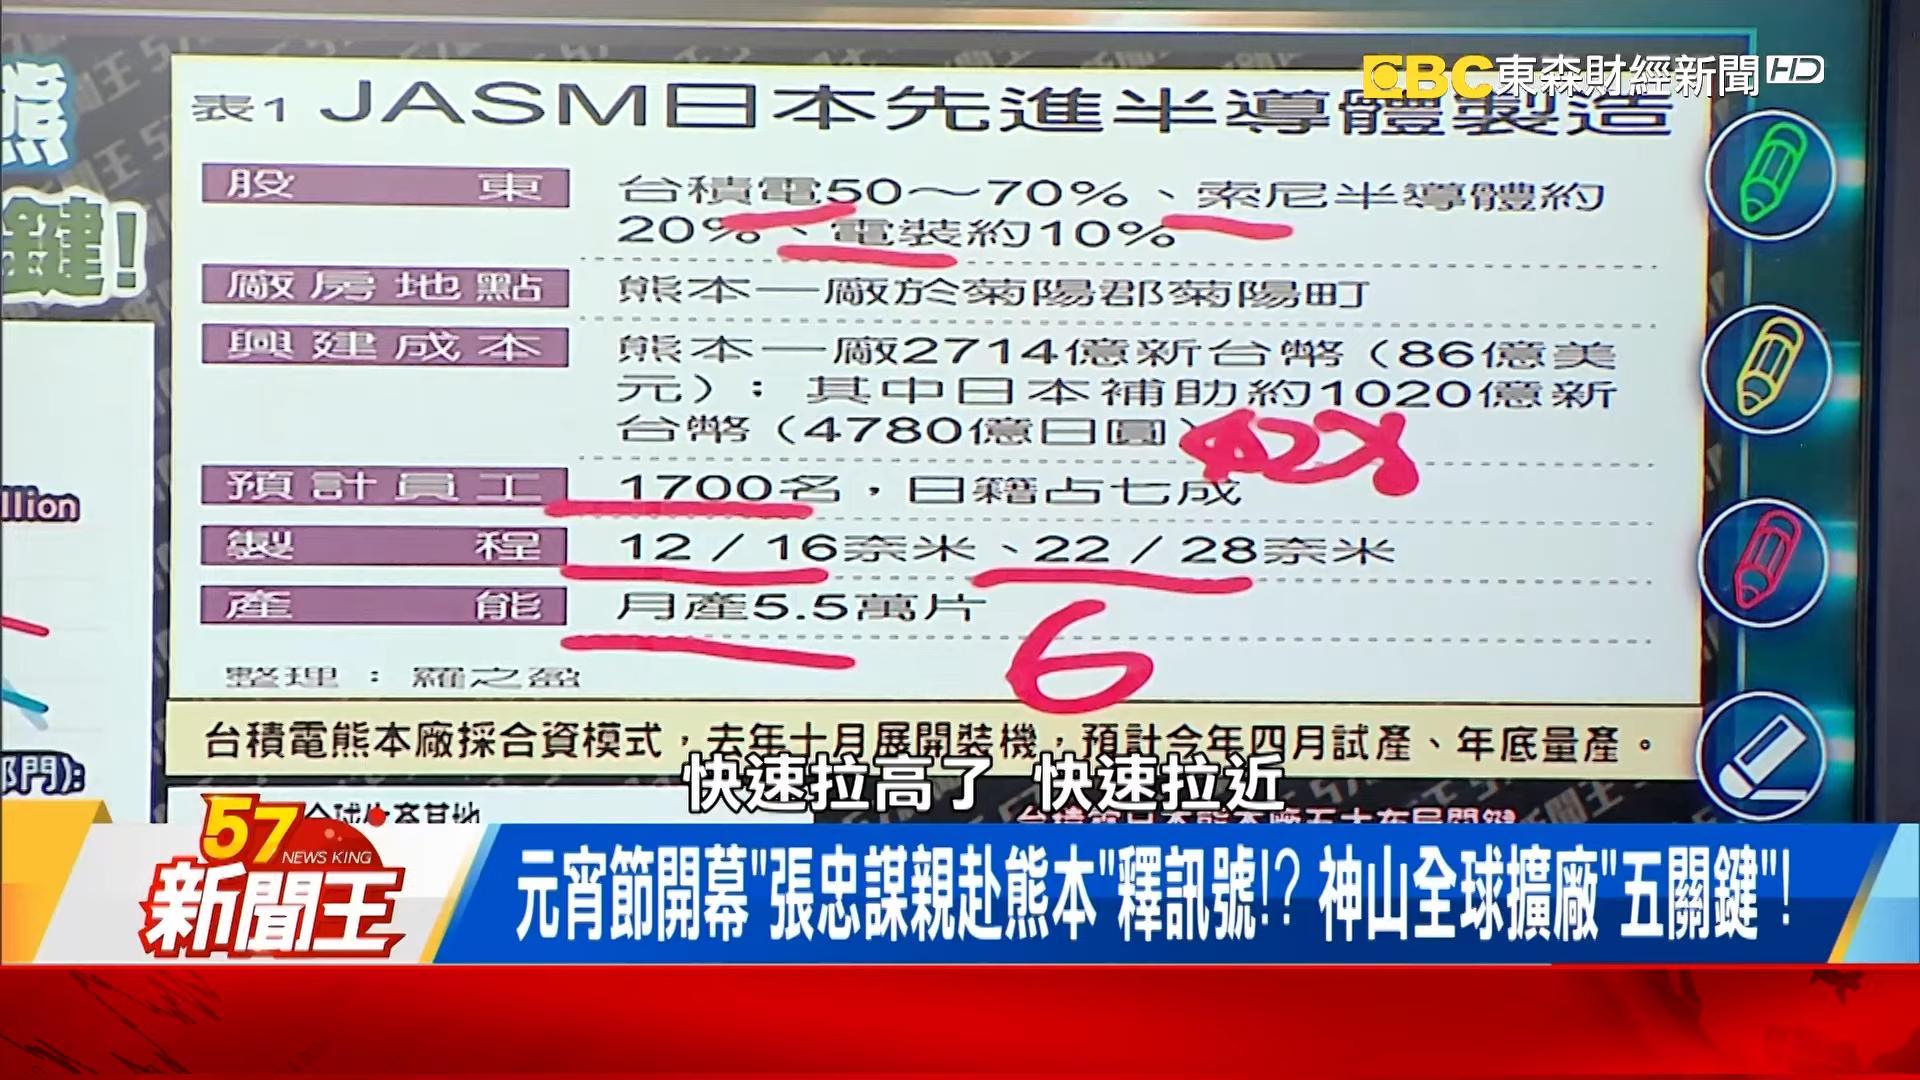 EBC 東森財經新聞 HD
熊
鍵!
表1 JASM日本先進半導體製造
股東 台積電50～70%、索尼半導體約
20%、電裝約10%
廠房地點 熊本一廠於菊陽郡菊陽町
興建成本 熊本一廠2714億新台幣(86億美
元);其中日本補助約1020億新
台幣(4780億日圓)
預計員工 1700名,日籍占七成
製程 12/16奈米、22/28奈米
產能 月產5.5萬片
6
整理:羅之盈
llion
部門):
台積電熊本廠採合資模式,去年十月展開裝機,預計今年四月試產、年底量產。
快速拉高了 快速拉近
57 NEWS KING
新聞王
元宵節開幕"張忠謀親赴熊本"釋訊號!? 神山全球擴廠"五關鍵"!